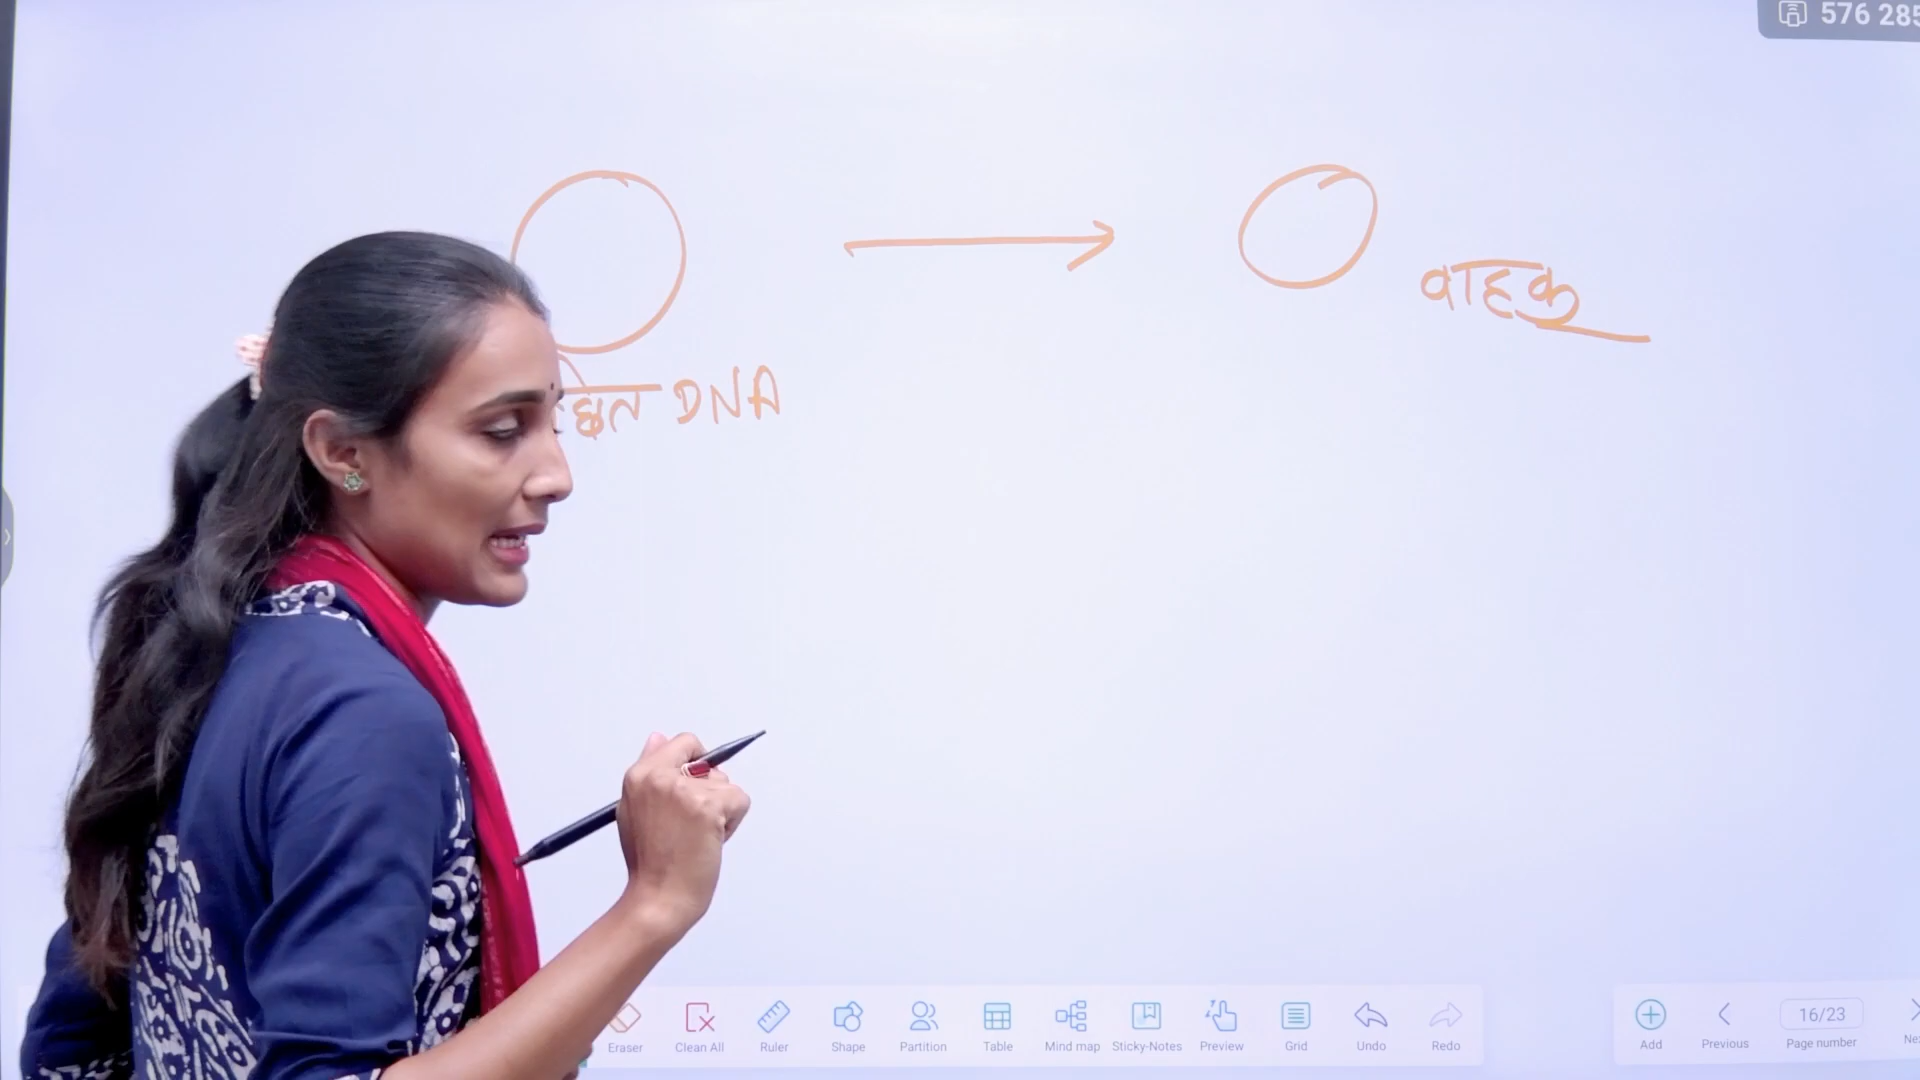 576 285
वाहक
DNA
Eraser Clean All Ruler Shape Partition Table Mind map Sticky-Notes Preview Grid Undo Redo
Add Previous 16/23 Page number